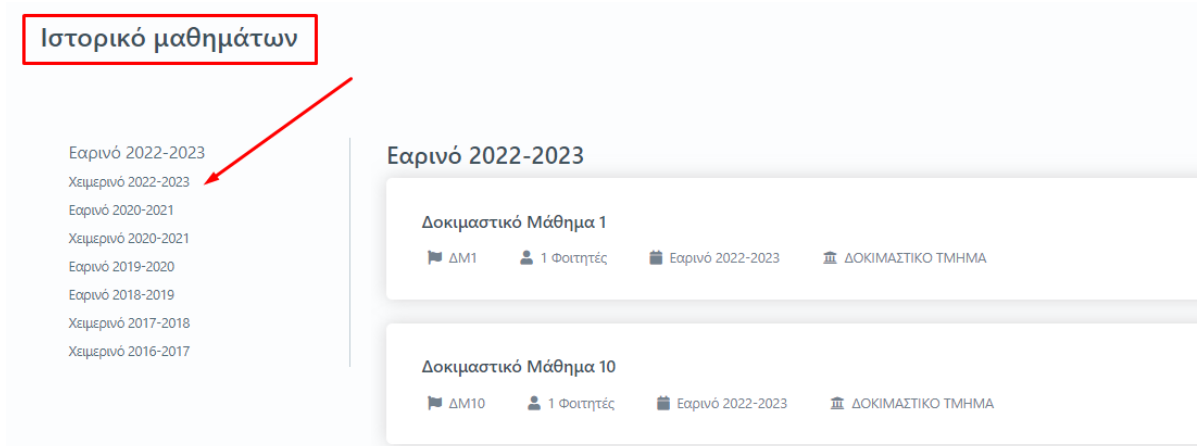 Ιστορικό μαθημάτων
Εαρινό 2022-2023
Χειμερινό 2022-2023
Εαρινό 2020-2021
Χειμερινό 2020-2021
Εαρινό 2019-2020
Εαρινό 2018-2019
Χειμερινό 2017-2018
Χειμερινό 2016-2017
Εαρινό 2022-2023
Δοκιμαστικό Μάθημα 1
ΔΜ1 1 Φοιτητές Εαρινό 2022-2023 ΔΟΚΙΜΑΣΤΙΚΟ ΤΜΗΜΑ
Δοκιμαστικό Μάθημα 10
ΔΜ10 1 Φοιτητές Εαρινό 2022-2023 ΔΟΚΙΜΑΣΤΙΚΟ ΤΜΗΜΑ